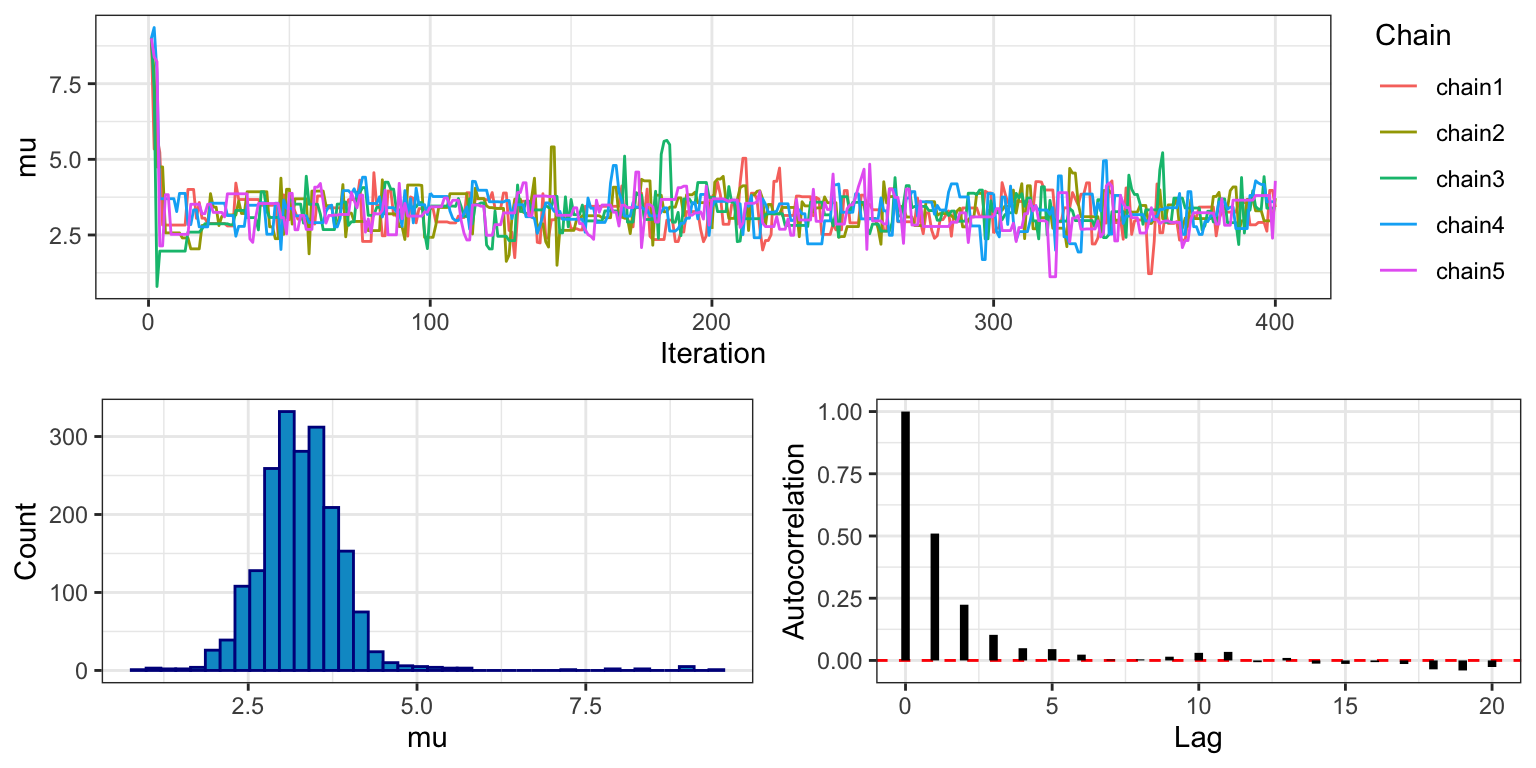 Chain
chain1
chain2
chain3
chain4
chain5
mu
7.5
5.0
2.5
0 100 200 300 400
Iteration
Count
300
200
100
0
2.5 5.0 7.5
mu
Autocorrelation
1.00
0.75
0.50
0.25
0.00
0 5 10 15 20
Lag